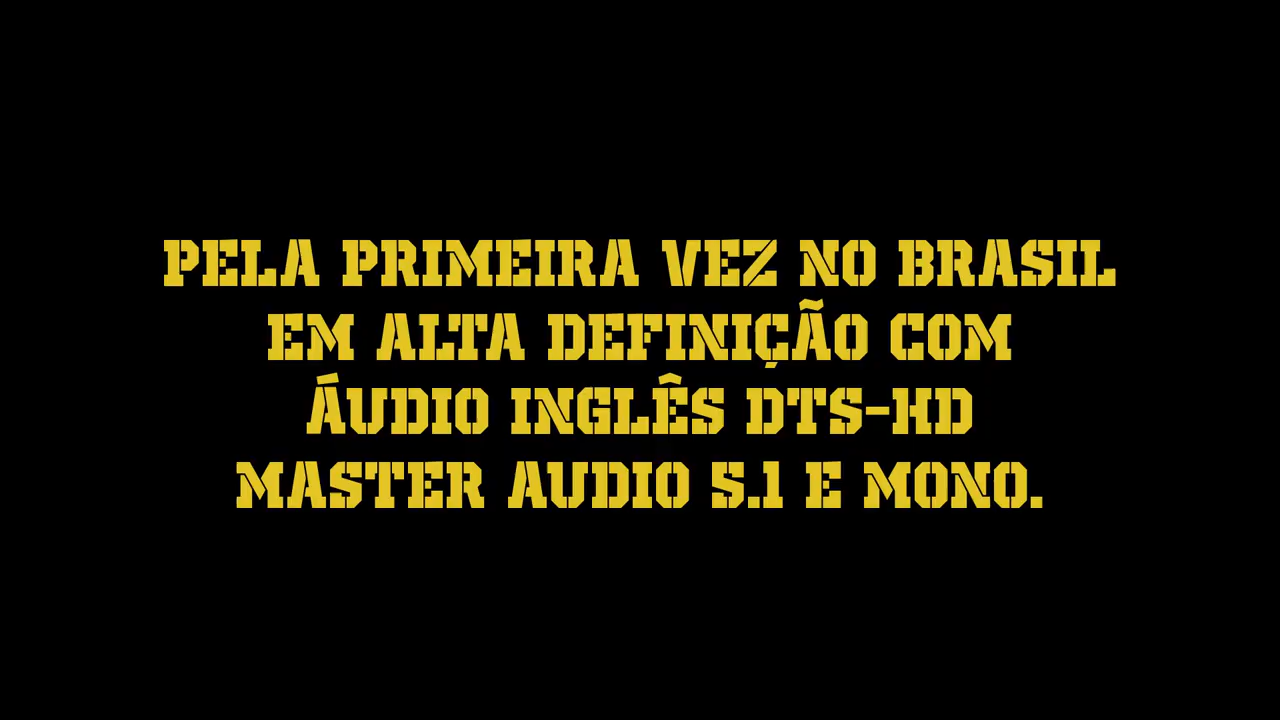 PELA PRIMEIRA VEZ NO BRASIL
EM ALTA DEFINIÇÃO COM
ÁUDIO INGLÊS DTS-HD
MASTER AUDIO 5.1 E MONO.